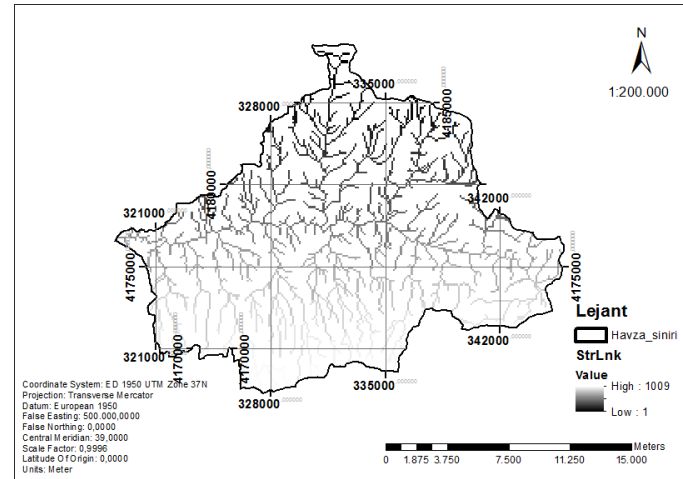 N
1:200.000
335000
328000
4185000
4180000
342000
321000
4175000
4175000
321000
4170000
4170000
342000
335000
328000
Lejant
Havza_siniri
StrLnk
Value
High : 1009
Low : 1
Coordinate System: ED 1950 UTM Zone 37N
Projection: Transverse Mercator
Datum: European 1950
False Easting: 500.000,0000
False Northing: 0,0000
Central Meridian: 39,0000
Scale Factor: 0,9996
Latitude Of Origin: 0,0000
Units: Meter
Meters
0 1.875 3.750 7.500 11.250 15.000